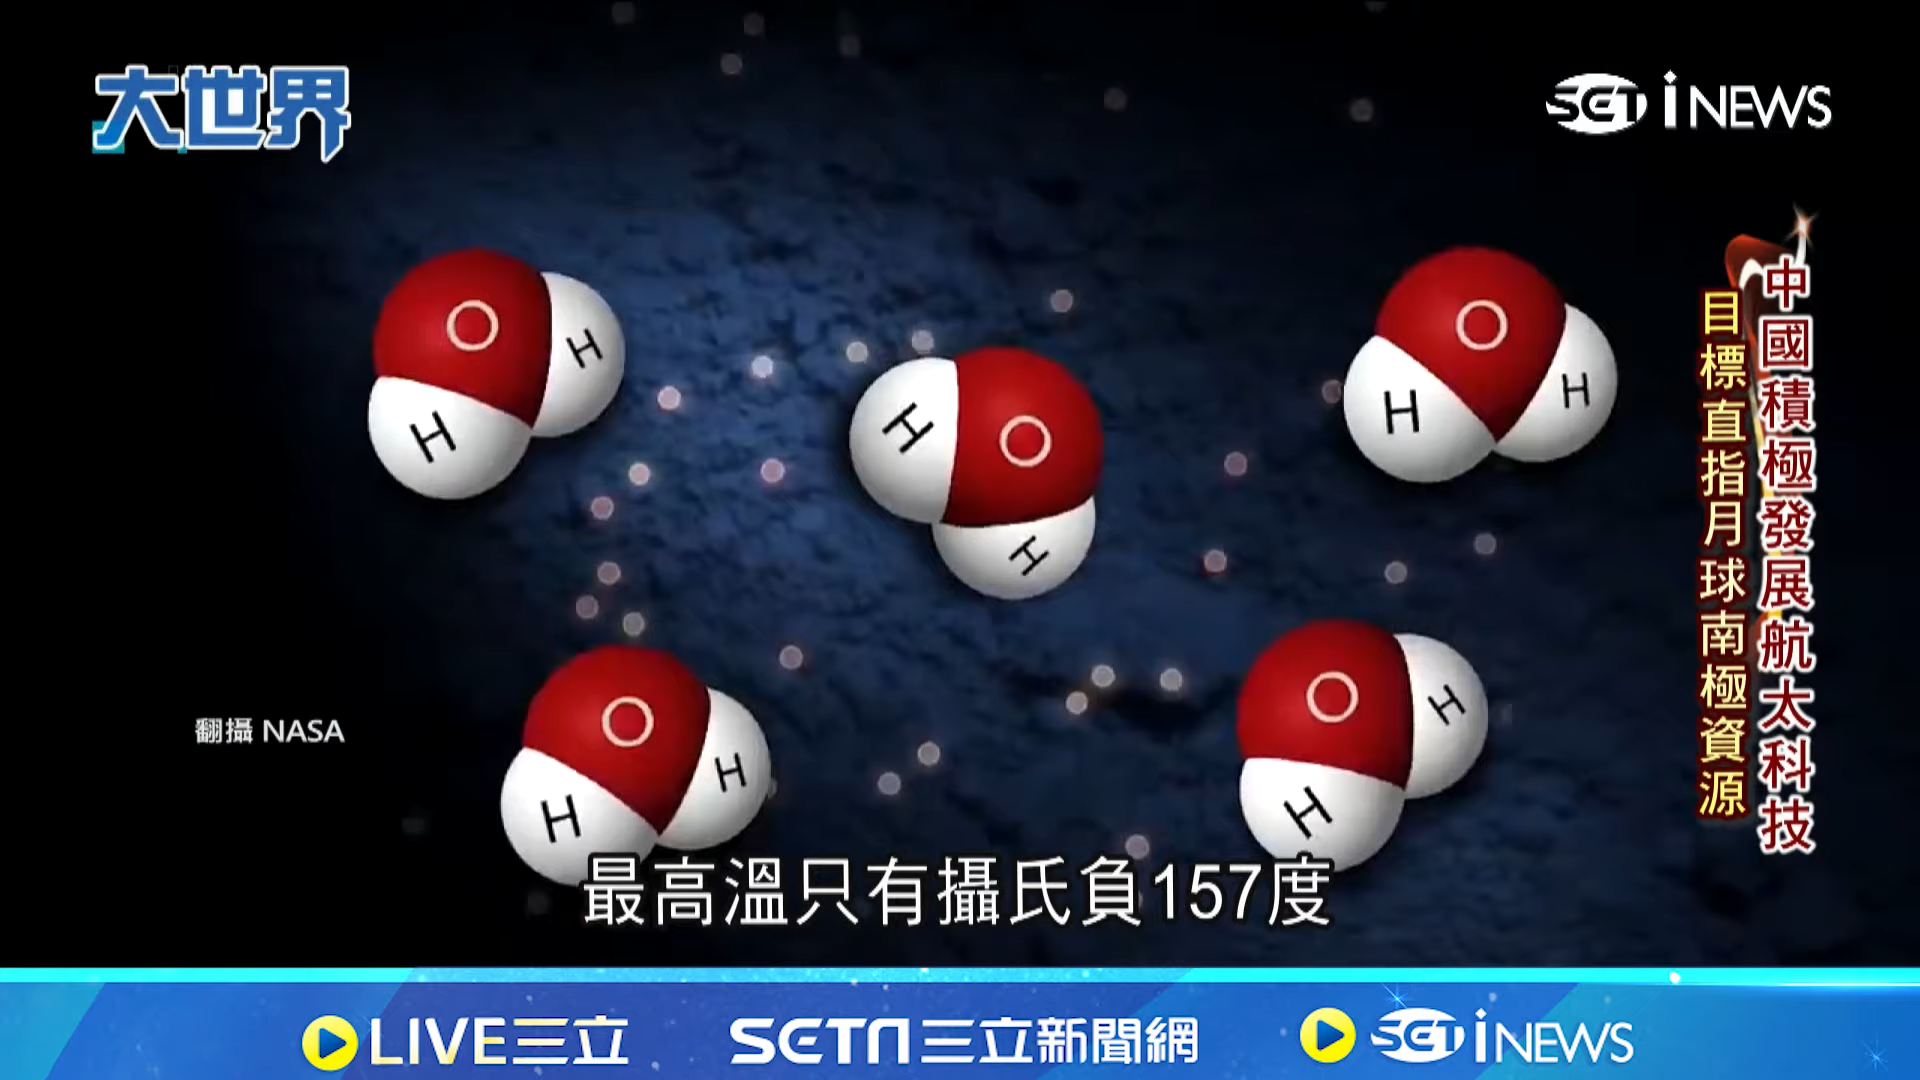 大世界
SET iNEWS
中國積極發展航太科技
目標直指月球南極資源
O
H
H
H
O
H
O
H
H
翻攝 NASA
O
H
H
O
H
H
最高溫只有攝氏負157度
LIVE三立
SETN三立新聞網
SET iNEWS